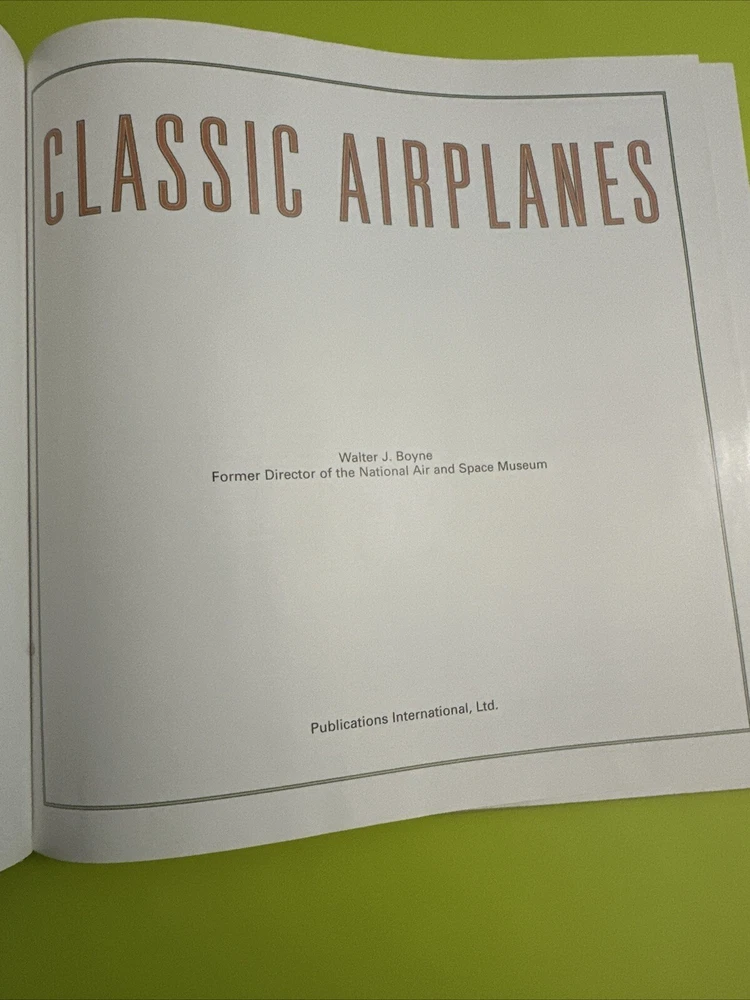 CLASSIC AIRPLANES
Walter J. Boyne
Former Director of the National Air and Space Museum
Publications International, Ltd.